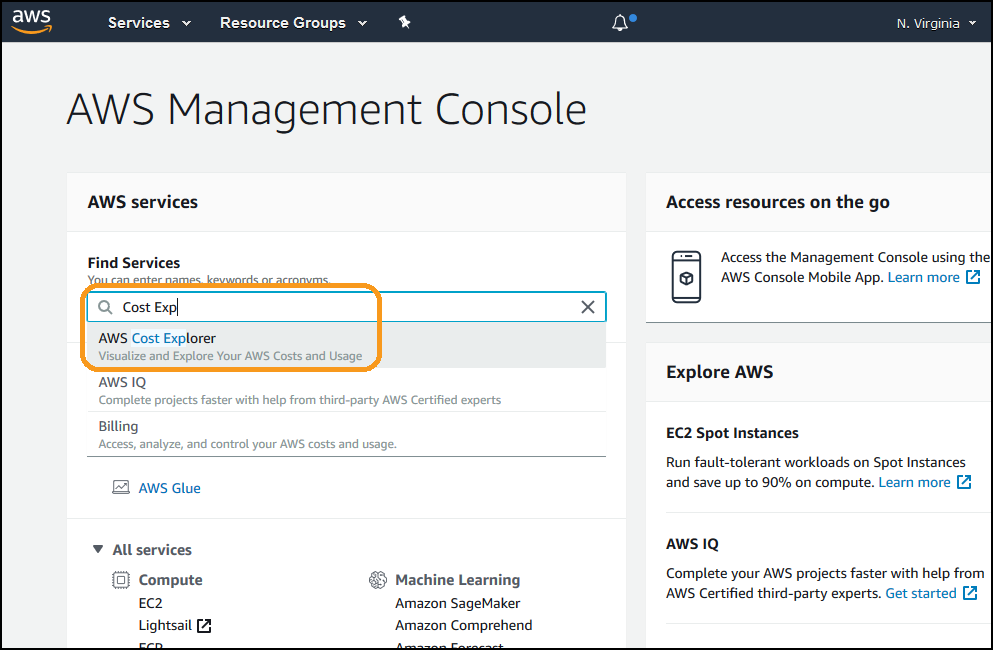 aws
Services
Resource Groups
N. Virginia
AWS Management Console
AWS services
Find Services
You can enter names, keywords or acronyms.
Cost Exp
AWS Cost Explorer
Visualize and Explore Your AWS Costs and Usage
AWS IQ
Complete projects faster with help from third-party AWS Certified experts
Billing
Access, analyze, and control your AWS costs and usage.
AWS Glue
All services
Compute
EC2
Lightsail
ECR
Machine Learning
Amazon SageMaker
Amazon Comprehend
Amazon Forecast
Access resources on the go
Access the Management Console using the
AWS Console Mobile App. Learn more
Explore AWS
EC2 Spot Instances
Run fault-tolerant workloads on Spot Instances
and save up to 90% on compute. Learn more
AWS IQ
Complete your AWS projects faster with help from
AWS Certified third-party experts. Get started